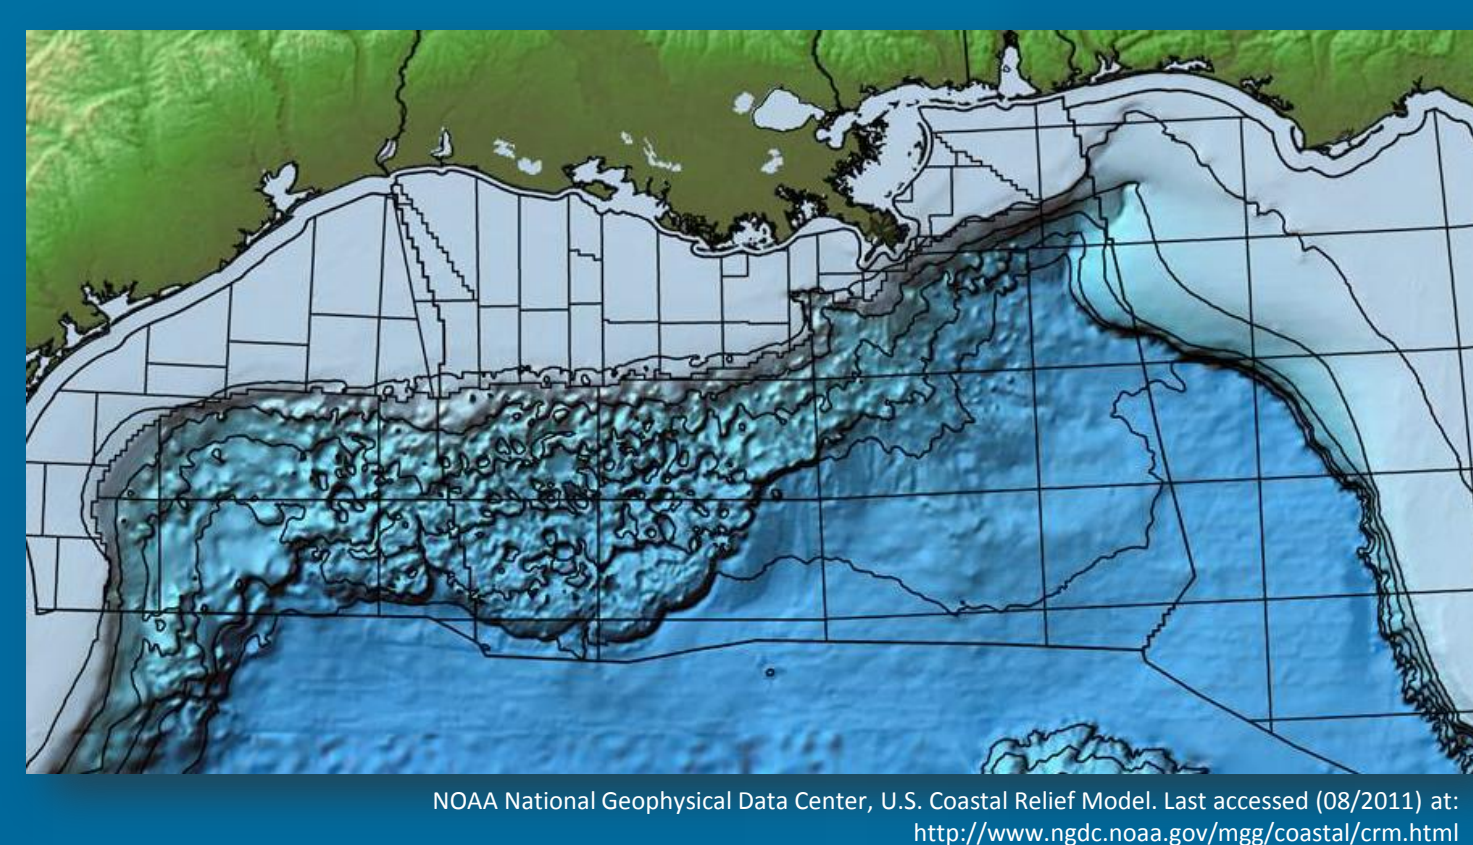 NOAA National Geophysical Data Center, U.S. Coastal Relief Model. Last accessed (08/2011) at:
http://www.ngdc.noaa.gov/mgg/coastal/crm.html